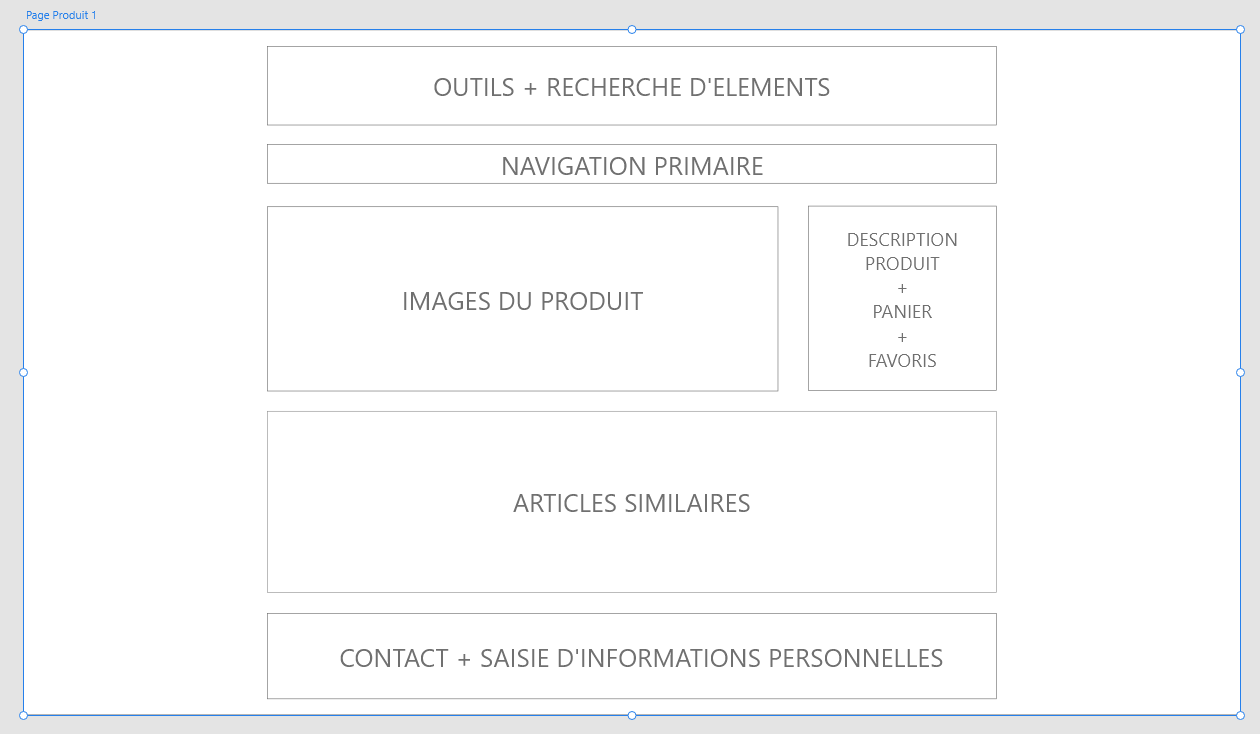 Page Produit 1
OUTILS + RECHERCHE D'ELEMENTS
NAVIGATION PRIMAIRE
IMAGES DU PRODUIT
DESCRIPTION
PRODUIT
+
PANIER
+
FAVORIS
ARTICLES SIMILAIRES
CONTACT + SAISIE D'INFORMATIONS PERSONNELLES